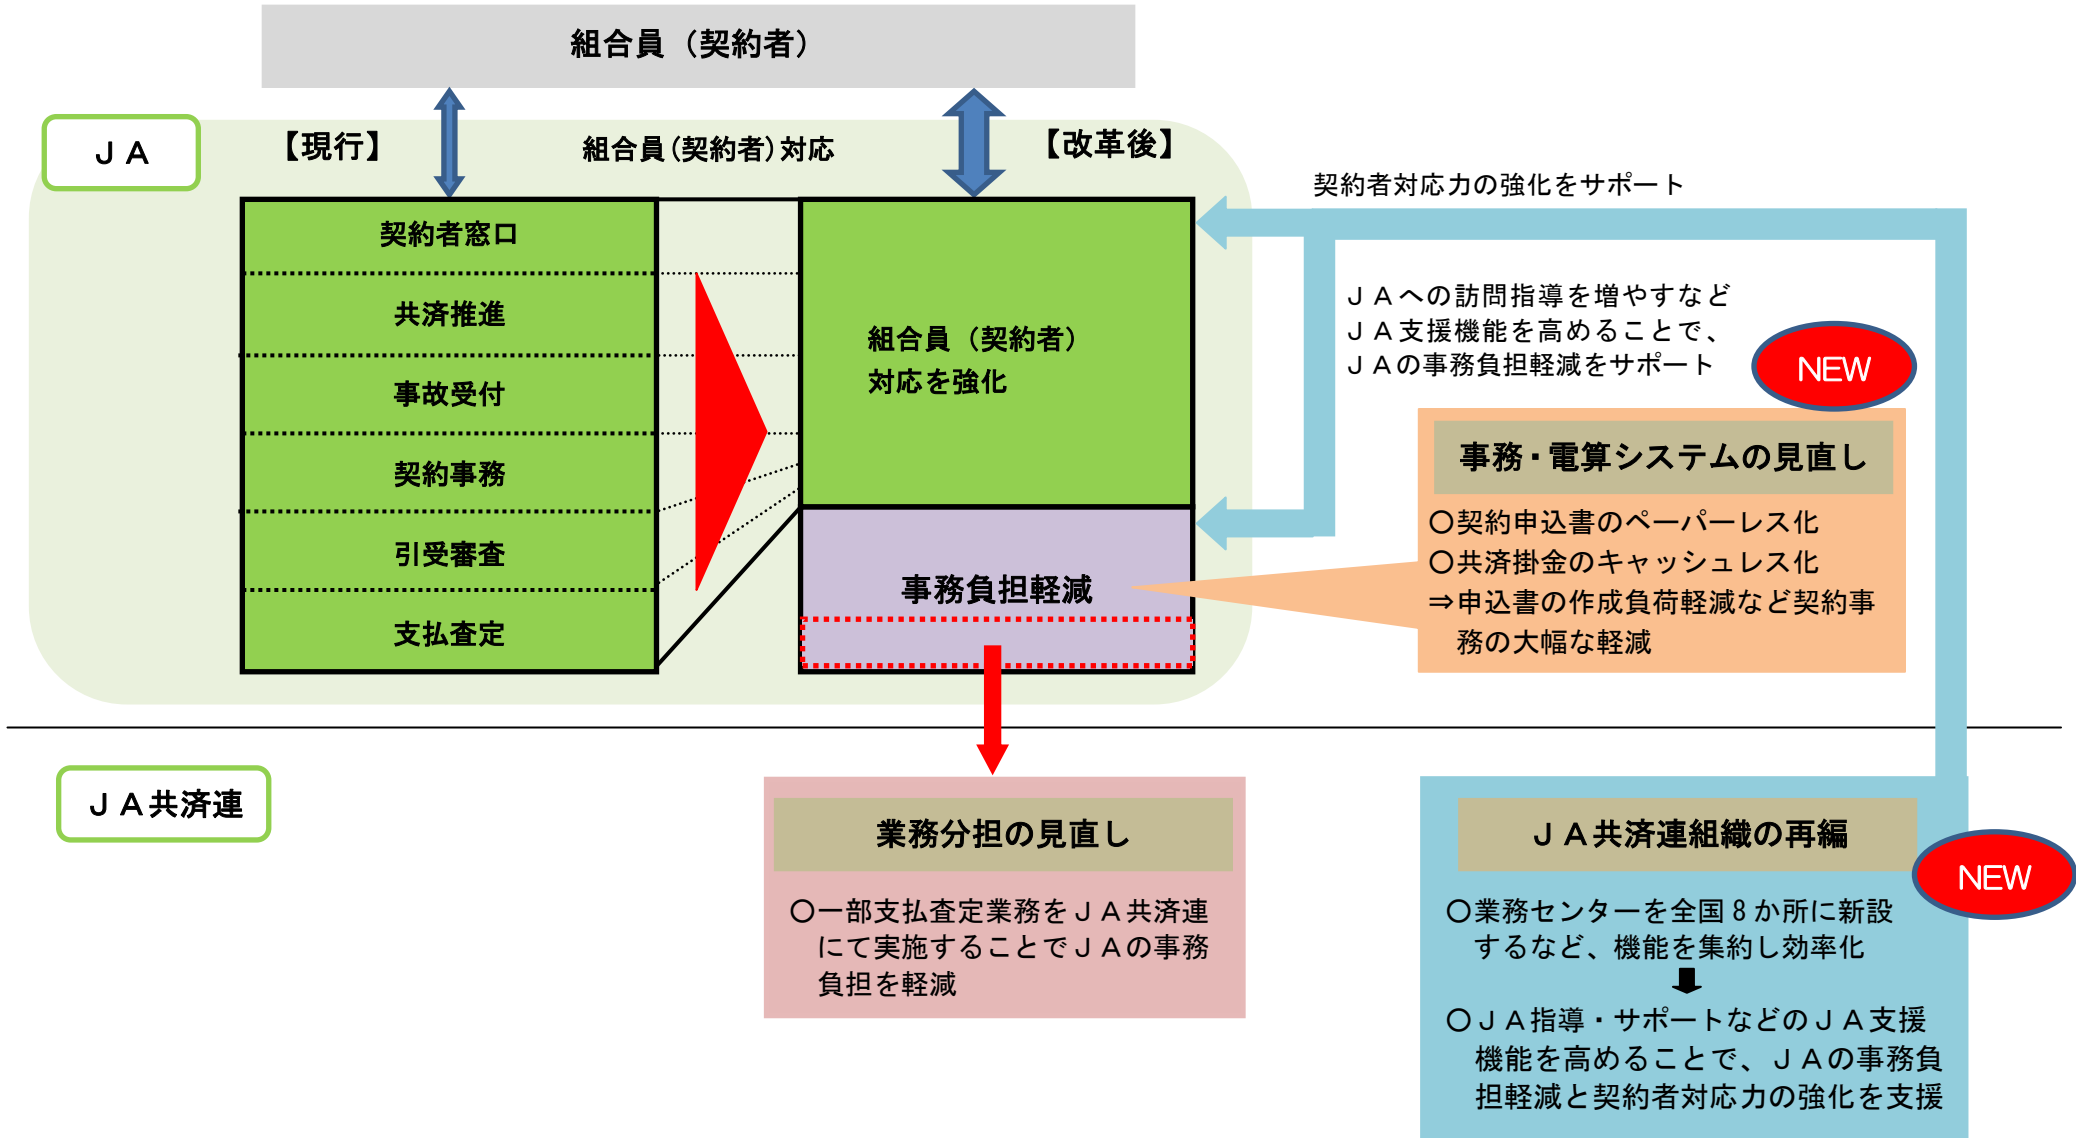 組合員（契約者）
ＪＡ
【現行】
組合員（契約者）対応
【改革後】
契約者窓口
共済推進
事故受付
契約事務
引受審査
支払査定
組合員（契約者）
対応を強化
事務負担軽減
契約者対応力の強化をサポート
ＪＡへの訪問指導を増やすなど
ＪＡ支援機能を高めることで、
ＪＡの事務負担軽減をサポート
NEW
事務・電算システムの見直し
○契約申込書のペーパーレス化
○共済掛金のキャッシュレス化
⇒申込書の作成負荷軽減など契約事
務の大幅な軽減
ＪＡ共済連
業務分担の見直し
○一部支払査定業務をＪＡ共済連
にて実施することでＪＡの事務
負担を軽減
ＪＡ共済連組織の再編
NEW
○業務センターを全国８か所に新設
するなど、機能を集約し効率化
○ＪＡ指導・サポートなどのＪＡ支援
機能を高めることで、ＪＡの事務負
担軽減と契約者対応力の強化を支援